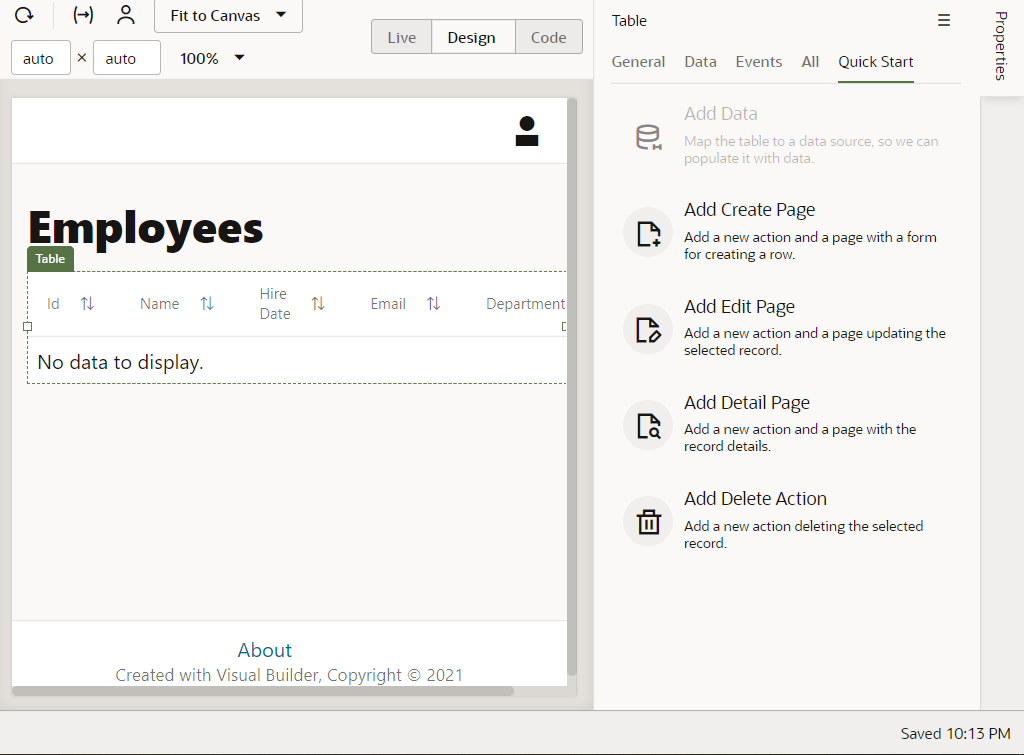 Fit to Canvas
auto × auto 100%
Live Design Code
Employees
Table
Id Name Hire Date Email Department
No data to display.
About
Created with Visual Builder, Copyright © 2021
Table
General Data Events All Quick Start
Add Data
Map the table to a data source, so we can
populate it with data.
Add Create Page
Add a new action and a page with a form
for creating a row.
Add Edit Page
Add a new action and a page updating the
selected record.
Add Detail Page
Add a new action and a page with the
record details.
Add Delete Action
Add a new action deleting the selected
record.
Properties
Saved 10:13 PM